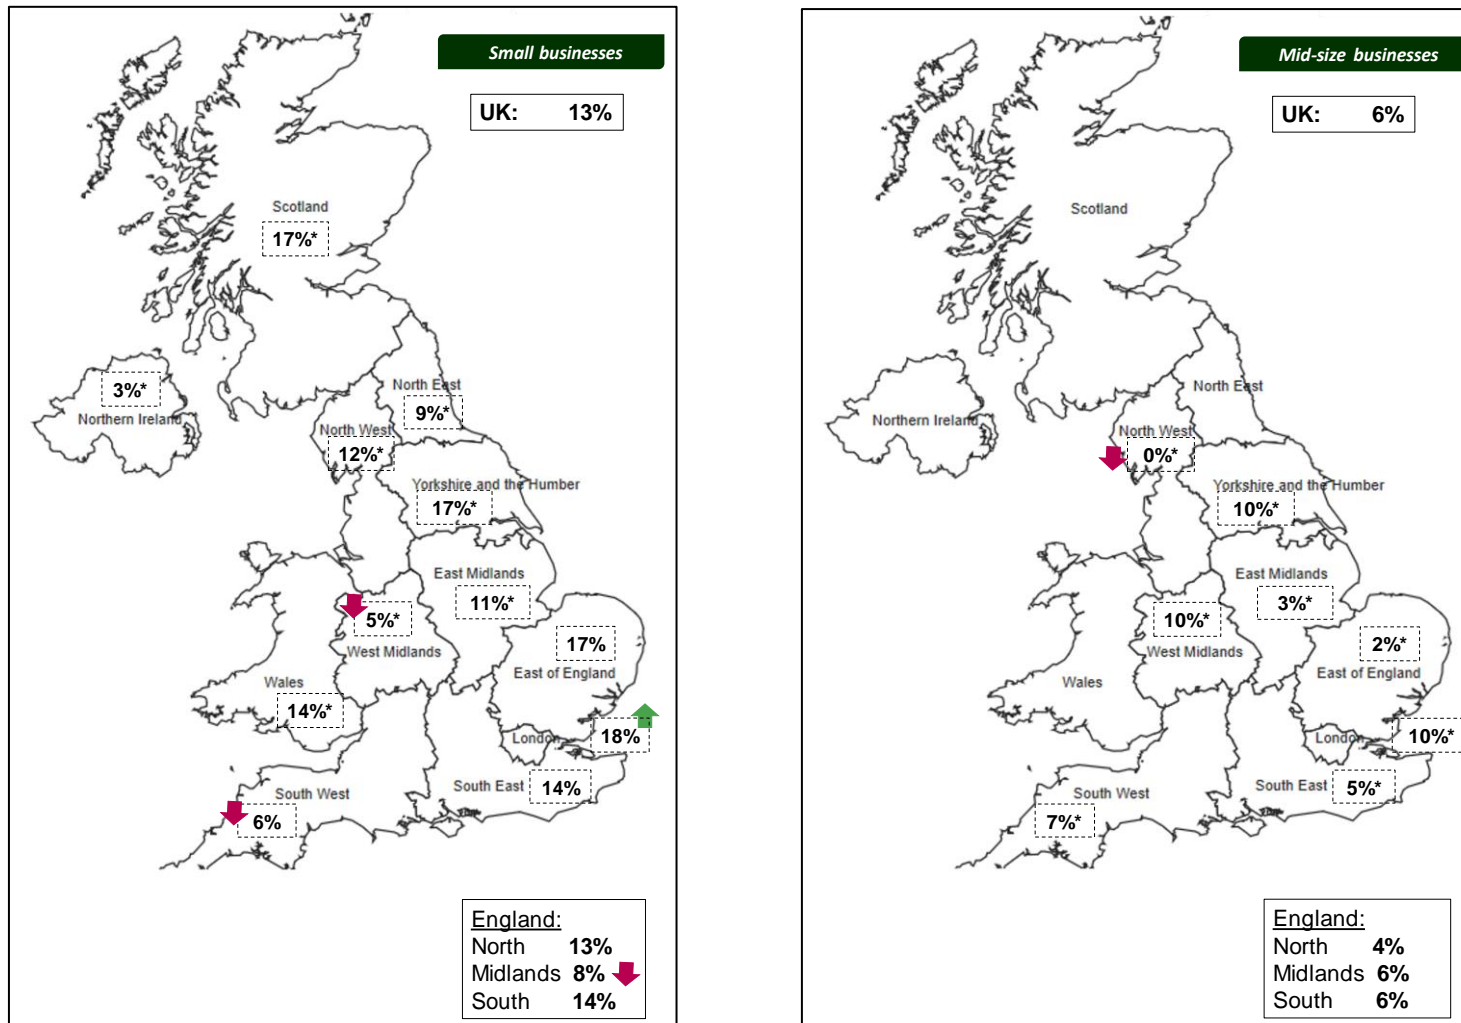 Small businesses
UK: 13%
Scotland
17%*
3%*
Northern Ireland
North East
9%*
North West
12%*
Yorkshire and the Humber
17%*
East Midlands
11%*
5%*
West Midlands
17%
East of England
Wales
14%*
London
18%
South East
14%
South West
6%
England:
North 13%
Midlands 8%
South 14%
Mid-size businesses
UK: 6%
Scotland
Northern Ireland
North East
North West
0%*
Yorkshire and the Humber
10%*
East Midlands
3%*
10%*
West Midlands
2%*
East of England
Wales
London
10%*
South East
5%*
South West
7%*
England:
North 4%
Midlands 6%
South 6%